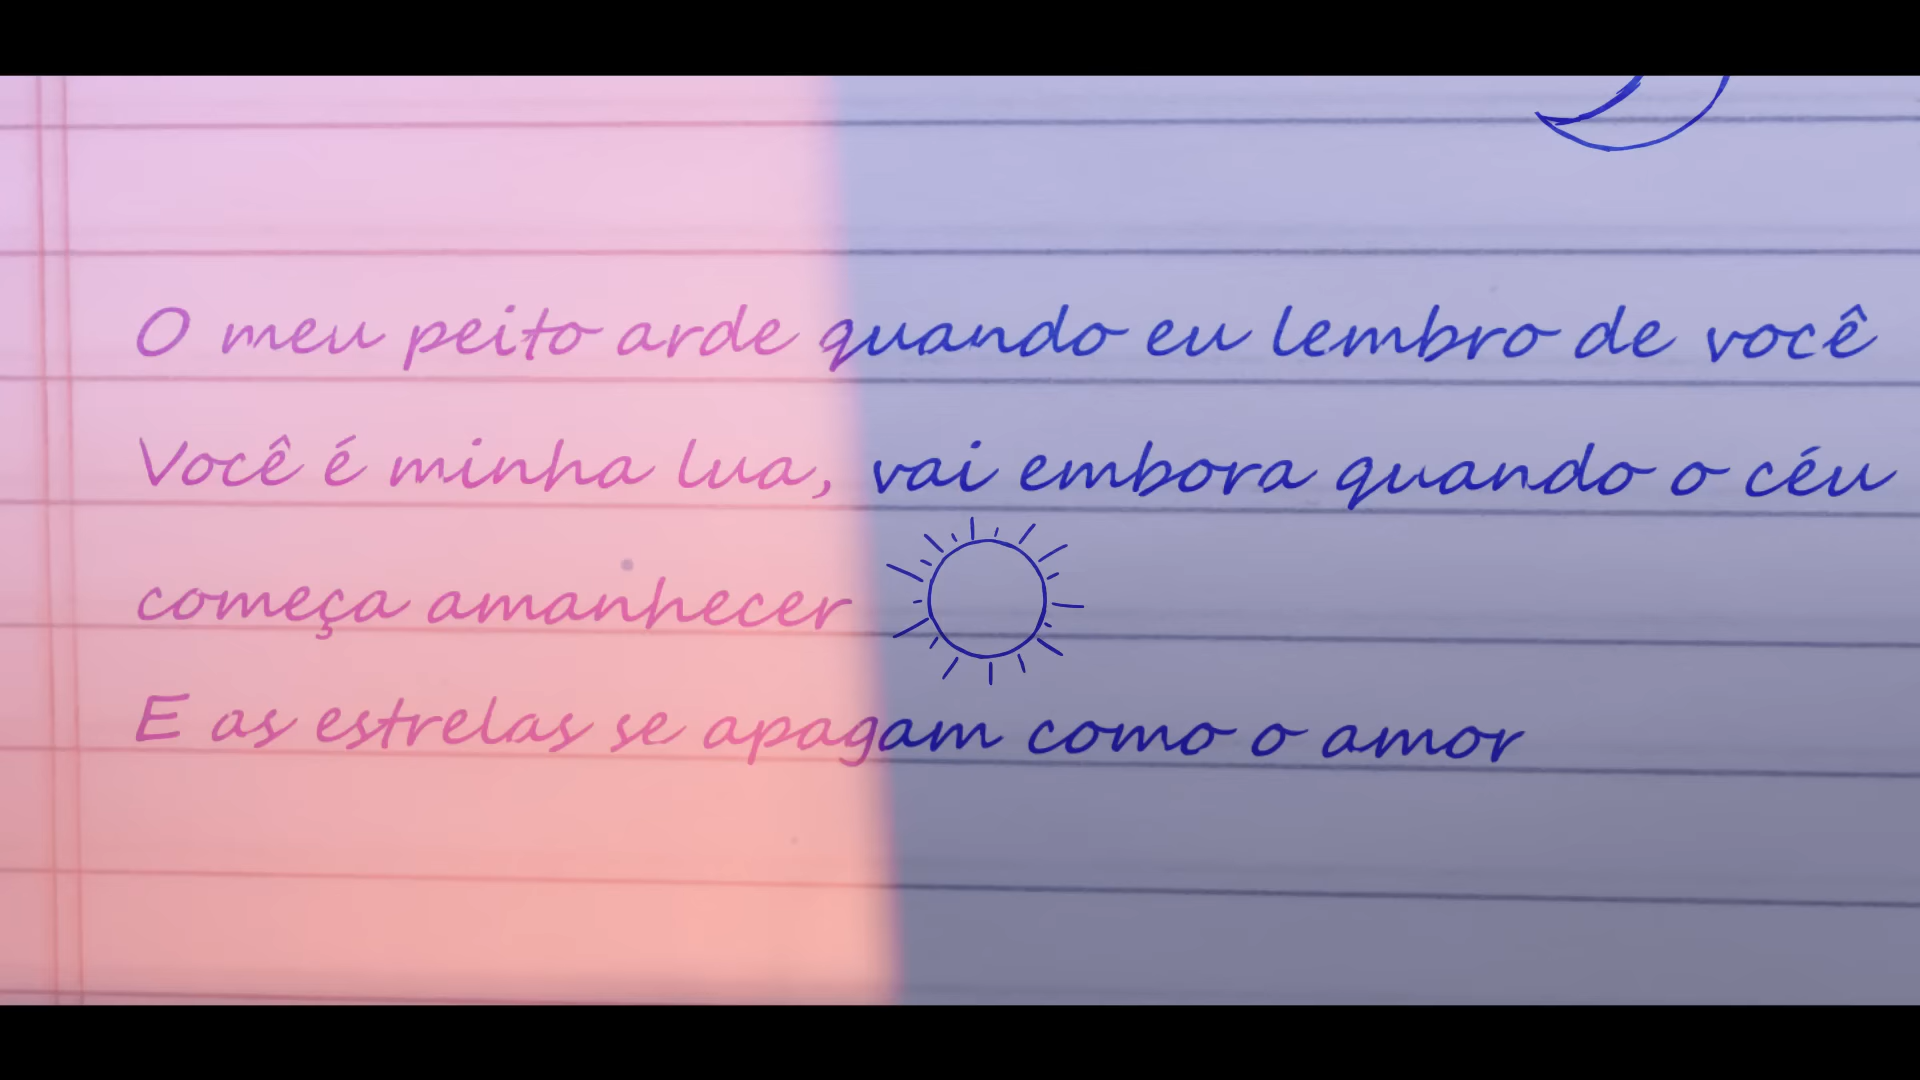 O meu peito arde quando eu lembro de você
Você é minha lua, vai embora quando o céu
começa amanhecer
E as estrelas se apagam como o amor